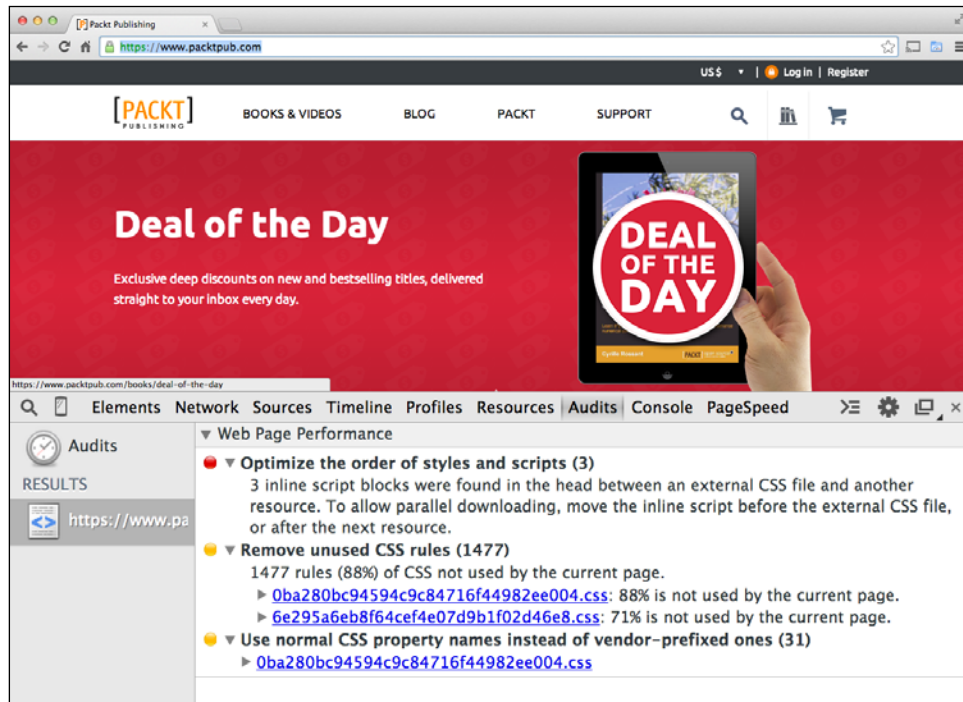 [P] Packt Publishing
https://www.packtpub.com
US $ | Log in | Register
[PACKT]
PUBLISHING
BOOKS & VIDEOS BLOG PACKT SUPPORT
Deal of the Day
Exclusive deep discounts on new and bestselling titles, delivered
straight to your inbox every day.
DEAL
OF THE
DAY
PACKT
https://www.packtpub.com/books/deal-of-the-day
Elements Network Sources Timeline Profiles Resources Audits Console PageSpeed
Audits
RESULTS
https://www.pa
Web Page Performance
Optimize the order of styles and scripts (3)
3 inline script blocks were found in the head between an external CSS file and another
resource. To allow parallel downloading, move the inline script before the external CSS file,
or after the next resource.
Remove unused CSS rules (1477)
1477 rules (88%) of CSS not used by the current page.
0ba280bc94594c9c84716f44982ee004.css: 88% is not used by the current page.
6e295a6eb8f64cef4e07d9b1f02d46e8.css: 71% is not used by the current page.
Use normal CSS property names instead of vendor-prefixed ones (31)
0ba280bc94594c9c84716f44982ee004.css